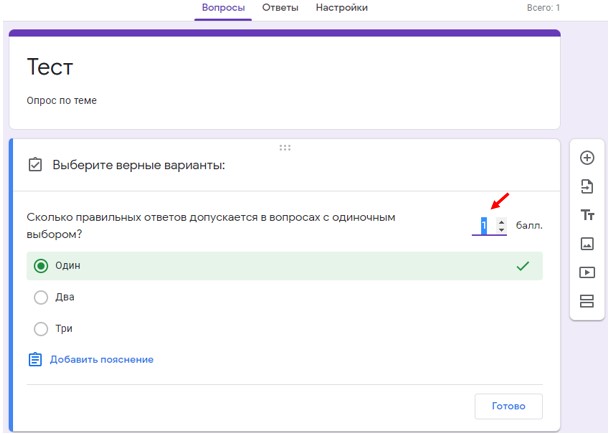 Вопросы Ответы Настройки Всего: 1
Тест
Опрос по теме
Выберите верные варианты:
Сколько правильных ответов допускается в вопросах с одиночным
выбором?
1 балл.
Один
Два
Три
Добавить пояснение
Готово